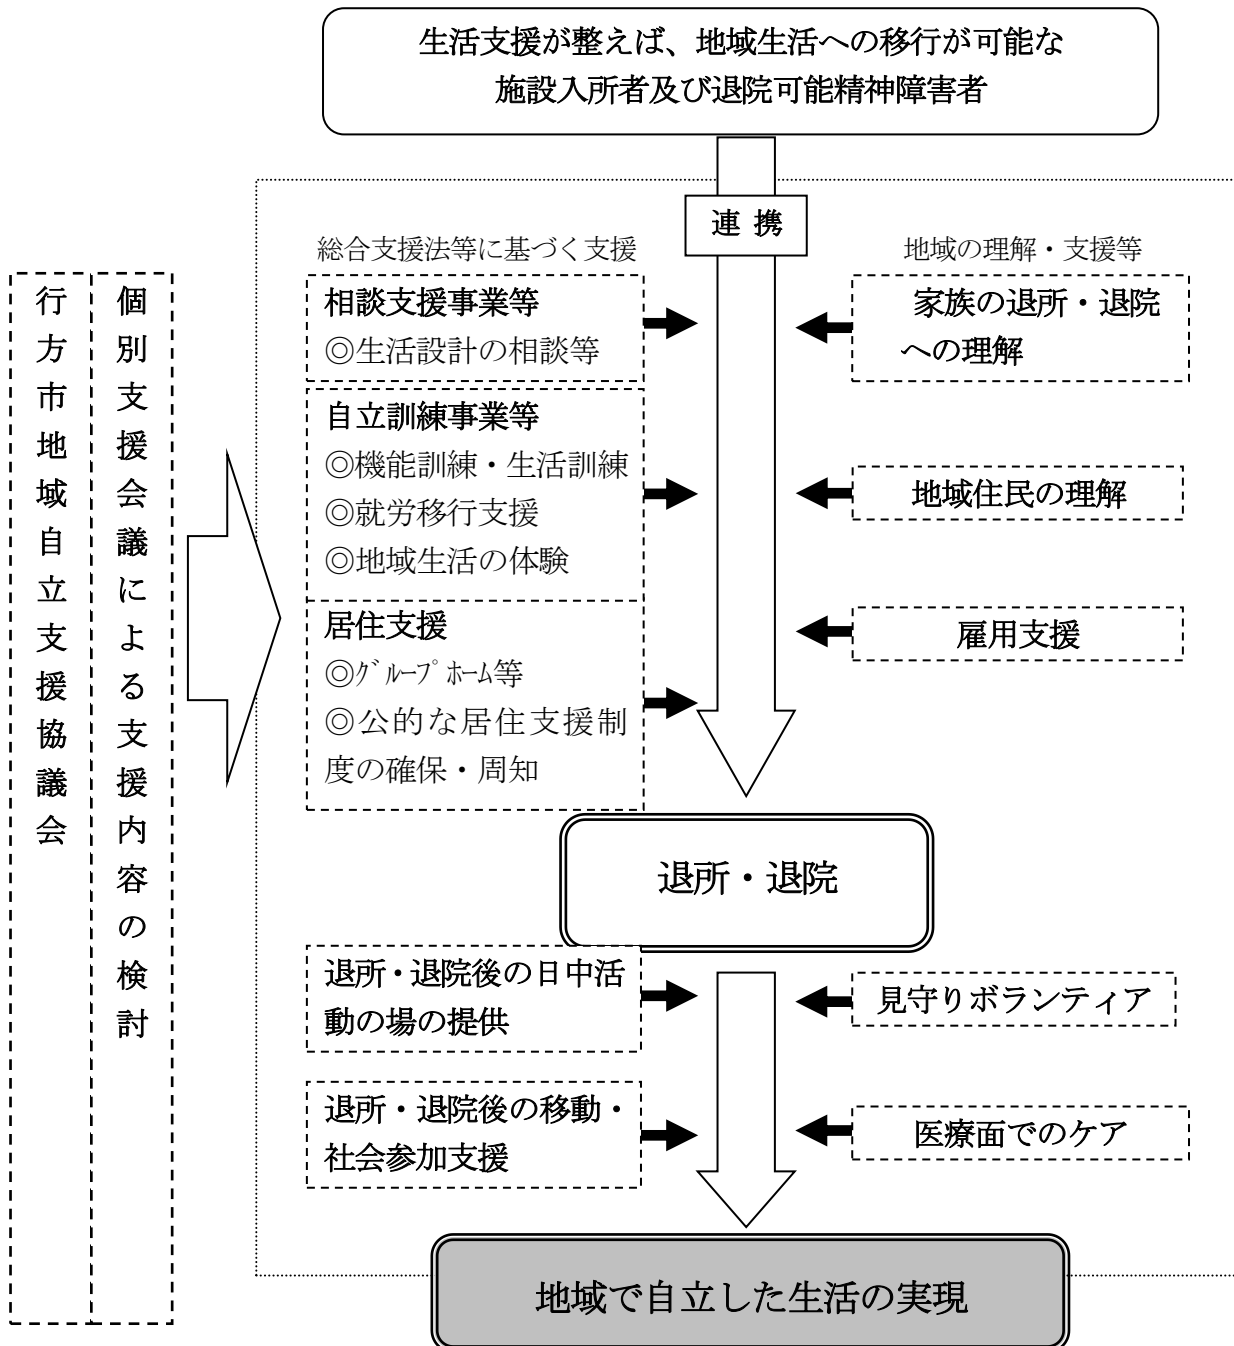 生活支援が整えば、地域生活への移行が可能な
施設入所者及び退院可能精神障害者
連 携
総合支援法等に基づく支援
地域の理解・支援等
行方市地域自立支援協議会
個別支援会議による支援内容の検討
相談支援事業等
◎生活設計の相談等
家族の退所・退院
への理解
自立訓練事業等
◎機能訓練・生活訓練
◎就労移行支援
◎地域生活の体験
地域住民の理解
居住支援
◎ｸﾞﾙｰﾌﾟﾎｰﾑ等
◎公的な居住支援制
度の確保・周知
雇用支援
退所・退院
退所・退院後の日中活
動の場の提供
見守りボランティア
退所・退院後の移動・
社会参加支援
医療面でのケア
地域で自立した生活の実現